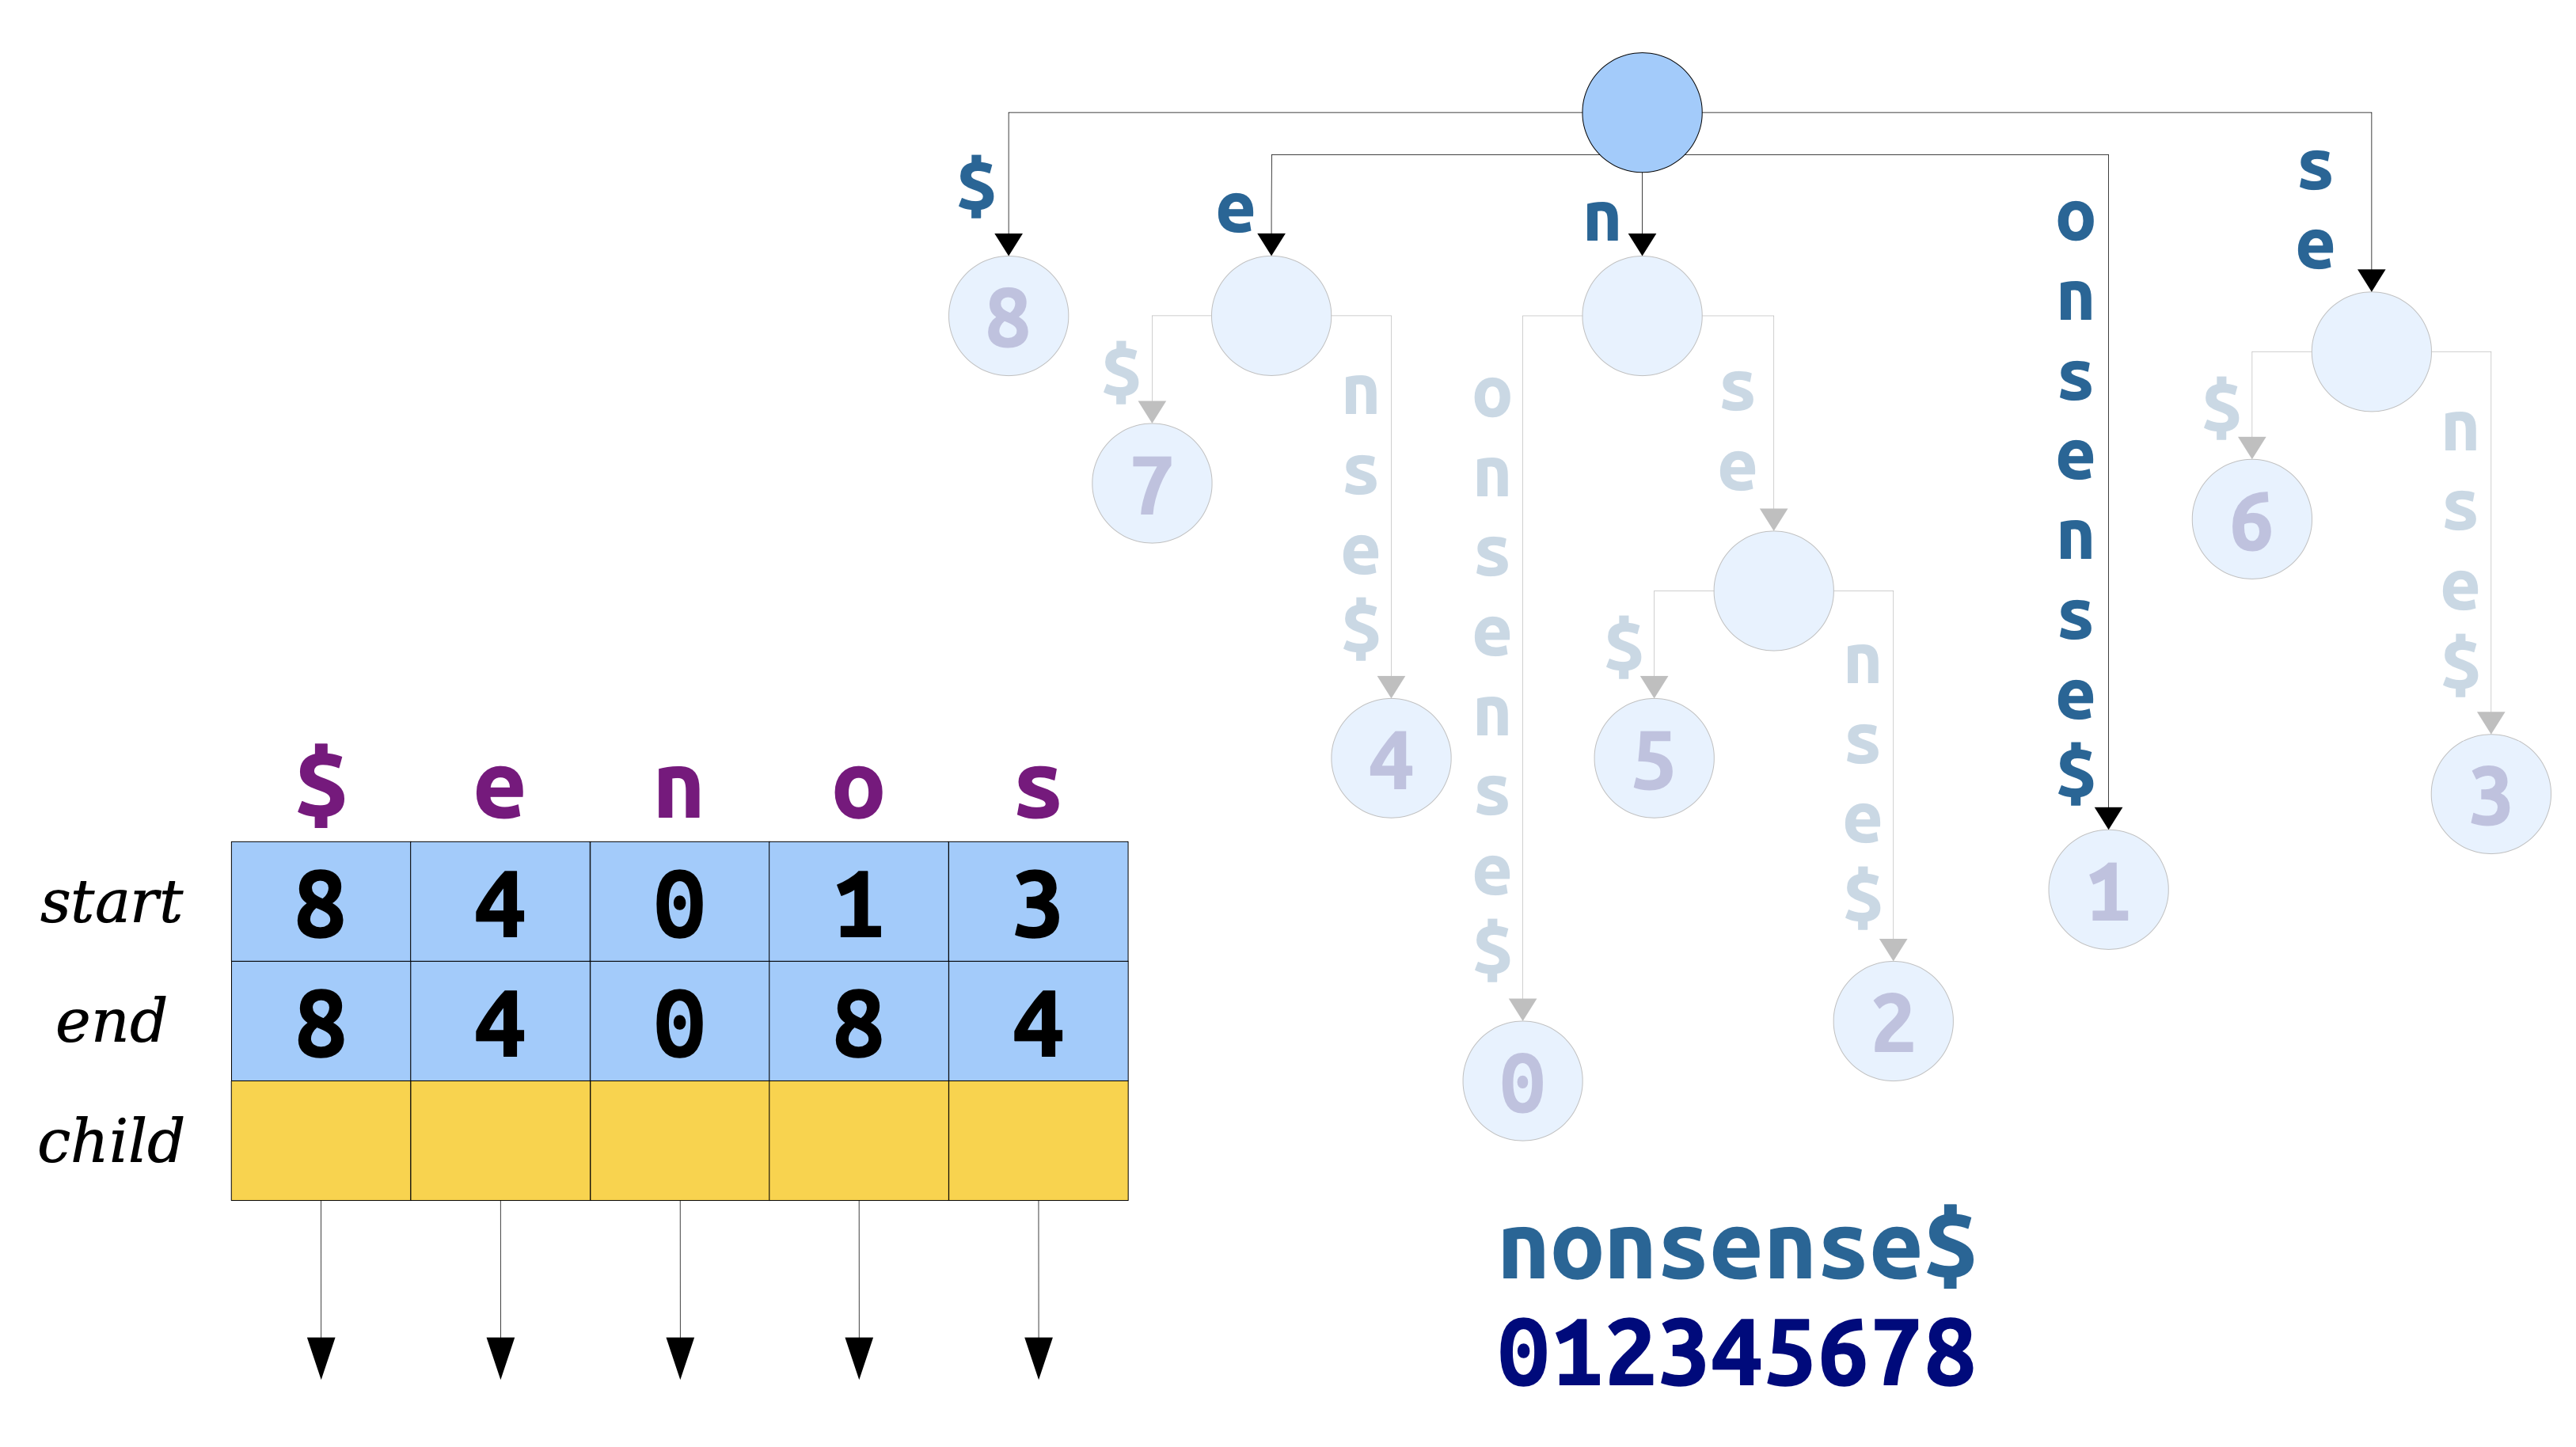 $ e n o s
start 8 4 0 1 3
end 8 4 0 8 4
child
$
e
n
onsense$
se
8
$
7
nse$
4
onsense$
0
se
$
5
nse$
2
1
$
6
nse$
3
nonsense$
012345678